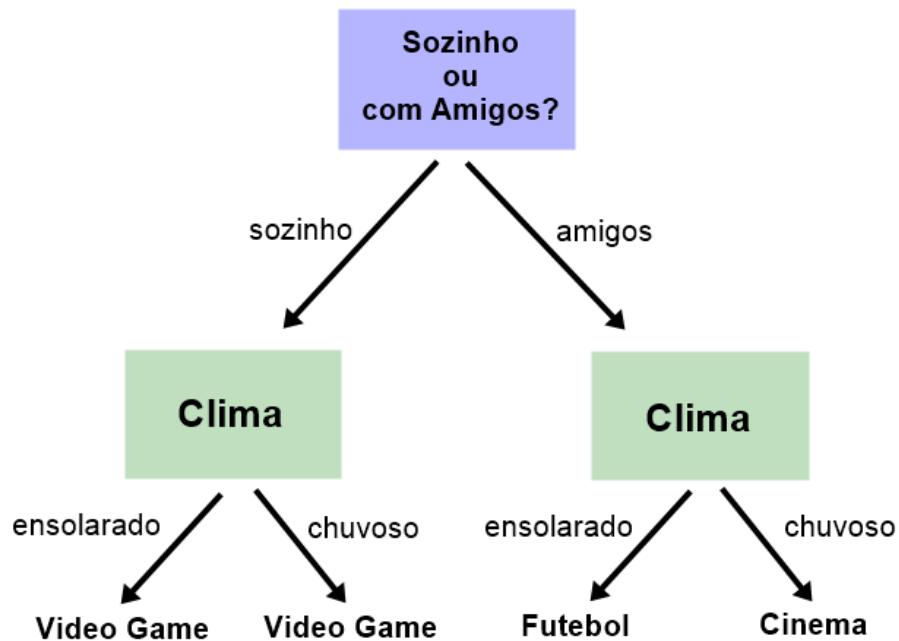 Sozinho
ou
com Amigos?
sozinho
amigos
Clima
Clima
ensolarado
chuvoso
ensolarado
chuvoso
Video Game
Video Game
Futebol
Cinema